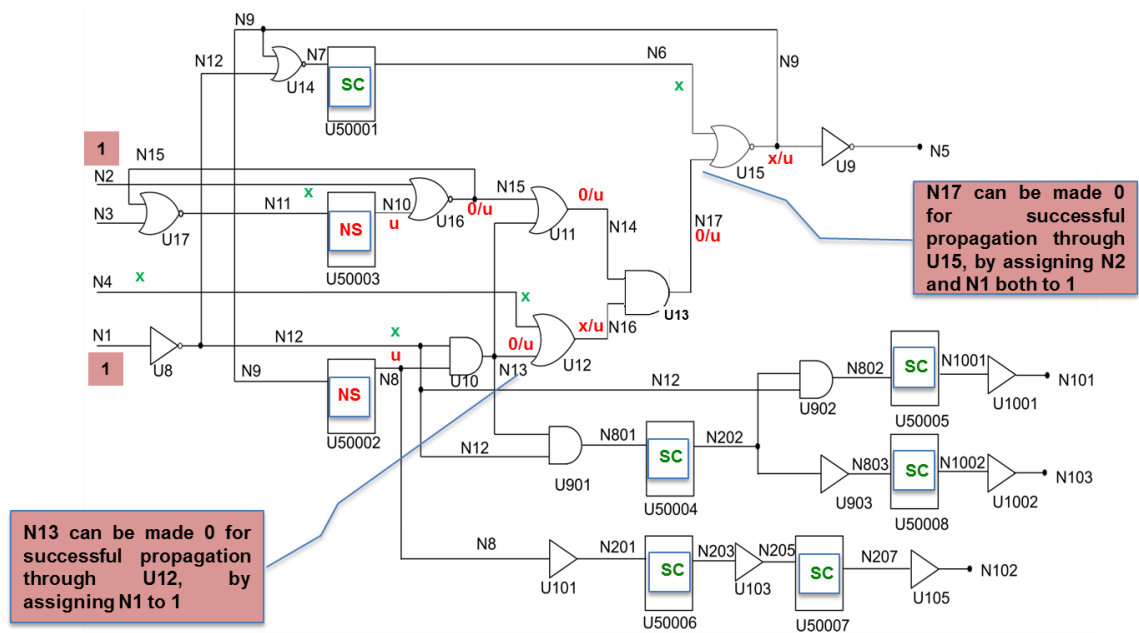 N9
N12
N7
SC
U14
U50001
N6
x
N9
1
N15
N2
N3
U17
N11
x
NS
U50003
N10
u
U16
0/u
N15
U11
0/u
N14
N17
0/u
U15
x/u
U9
N5
N17 can be made 0
for successful
propagation through
U15, by assigning N2
and N1 both to 1
N4
x
x
U13
N1
1
U8
N12
x
u
N8
U10
0/u
N13
x/u
N16
U12
N9
NS
U50002
N12
N12
U901
N801
SC
U50004
N202
U902
N802
SC
U50005
N1001
U1001
N101
U903
N803
SC
U50008
N1002
U1002
N103
N13 can be made 0 for
successful propagation
through U12, by
assigning N1 to 1
N8
U101
N201
SC
U50006
N203
U103
N205
SC
U50007
N207
U105
N102